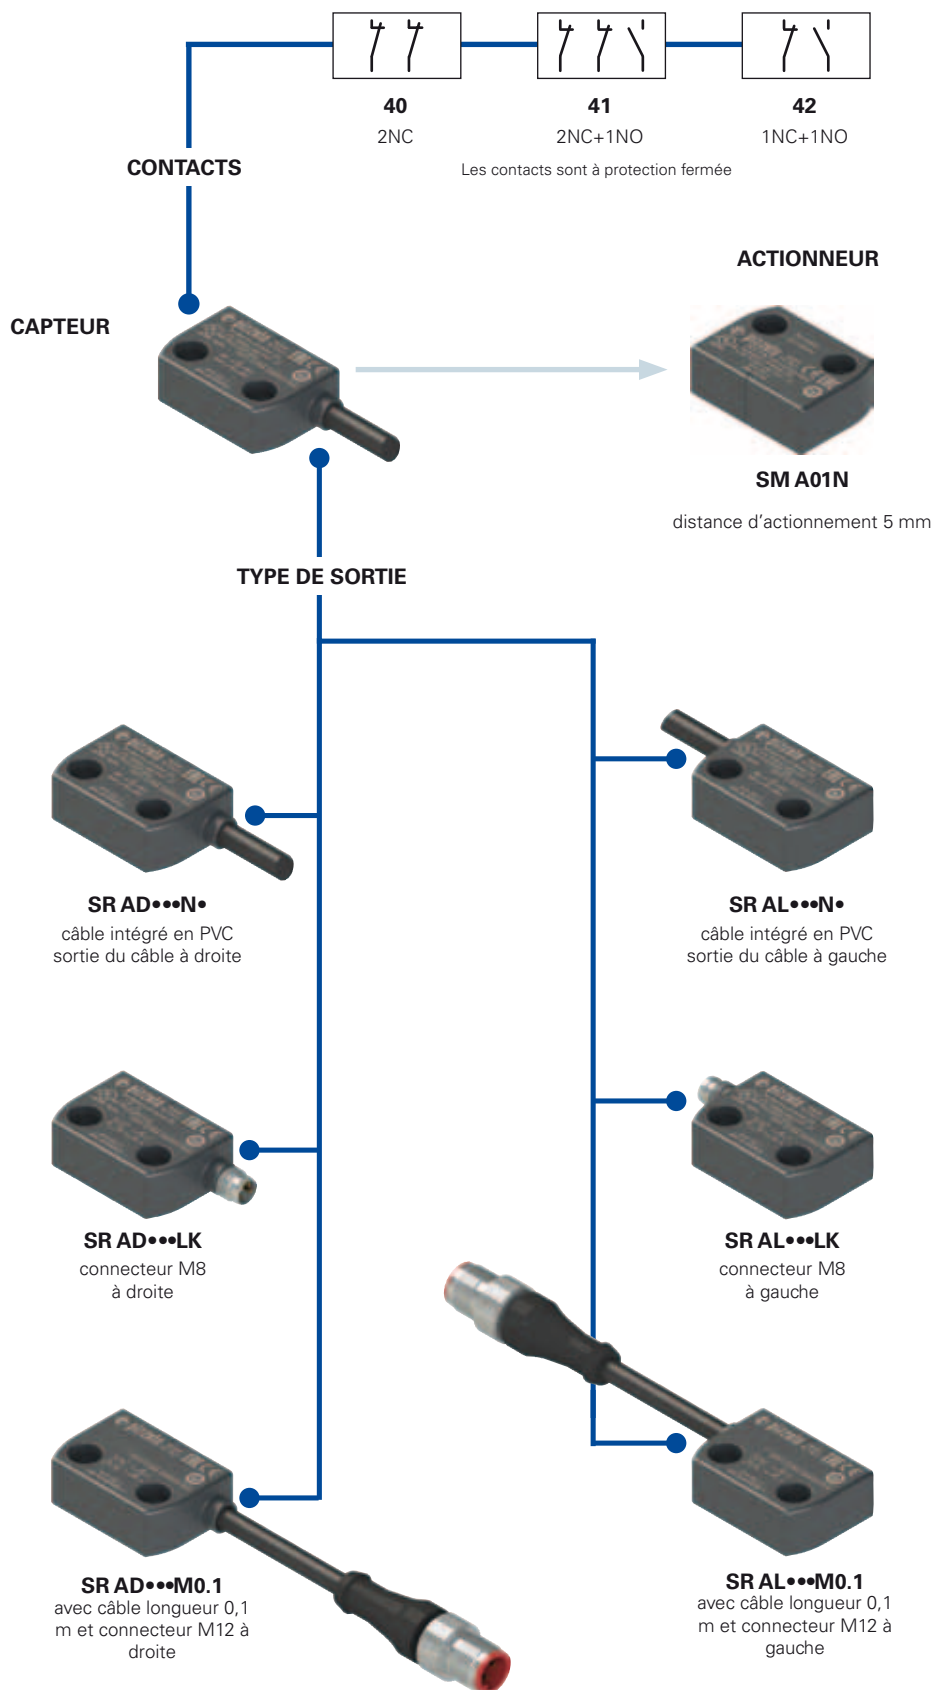 40
41
42
2NC
2NC+1NO
1NC+1NO
CONTACTS
Les contacts sont à protection fermée
ACTIONNEUR
CAPTEUR
SM A01N
distance d’actionnement 5 mm
TYPE DE SORTIE
SR AD•••N•
câble intégré en PVC
sortie du câble à droite
SR AL•••N•
câble intégré en PVC
sortie du câble à gauche
SR AD•••LK
connecteur M8
à droite
SR AL•••LK
connecteur M8
à gauche
SR AD•••M0.1
avec câble longueur 0,1
m et connecteur M12 à
droite
SR AL•••M0.1
avec câble longueur 0,1
m et connecteur M12 à
gauche